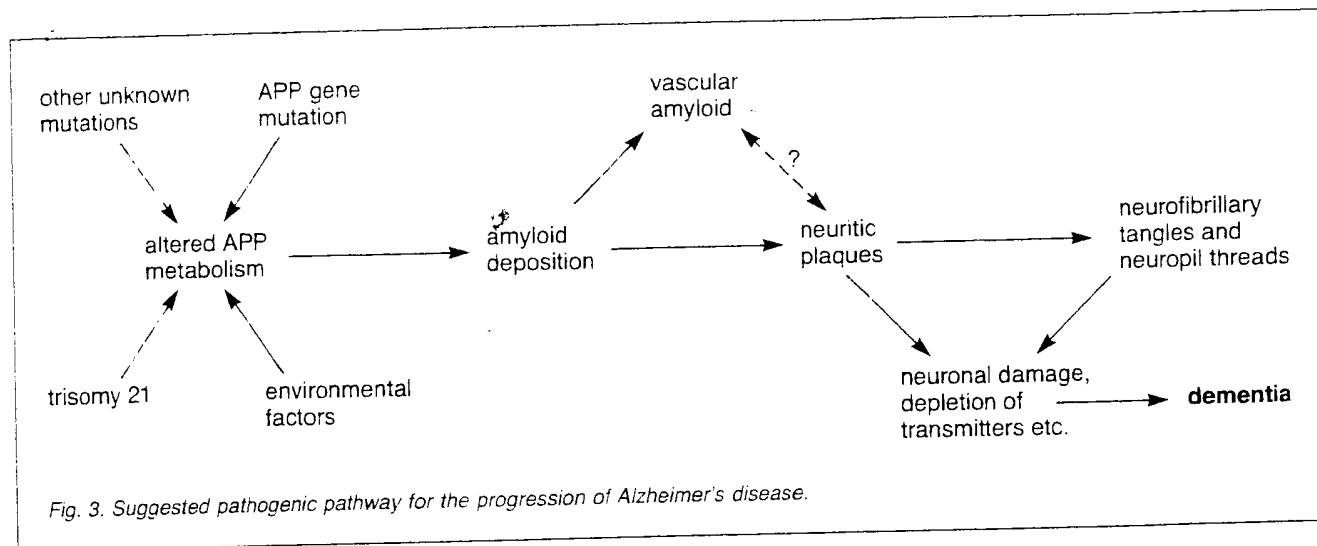 other unknown
mutations
APP gene
mutation
vascular
amyloid
?
altered APP
metabolism
amyloid
deposition
neuritic
plaques
neurofibrillary
tangles and
neuropil threads
trisomy 21
environmental
factors
neuronal damage,
depletion of
transmitters etc.
dementia
Fig. 3. Suggested pathogenic pathway for the progression of Alzheimer's disease.